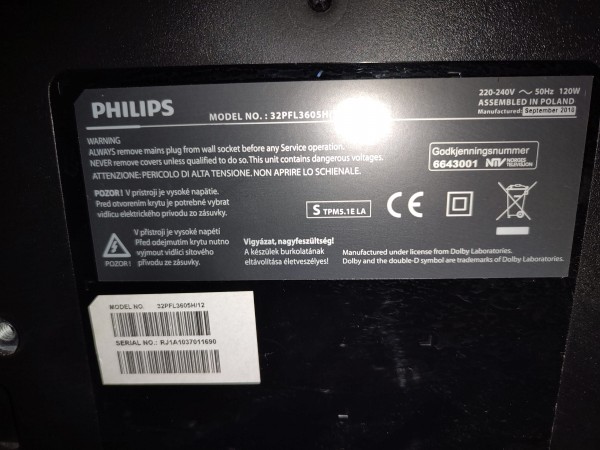 PHILIPS
MODEL NO. : 32PFL3605H
220-240V ~ 50Hz 120W
ASSEMBLED IN POLAND
Manufactured: September 2010
WARNING
ALWAYS remove mains plug from wall socket before any Service operation.
NEVER remove covers unless qualified to do so. This unit contains dangerous voltages.
ATTENZIONE: PERICOLO DI ALTA TENSIONE. NON APRIRE LO SCHIENALE.
Godkjenningsnummer
6643001 NTV NORGES TELEVISION
POZOR ! V prístroji je vysoké napätie.
Pred otvorením krytu je potrebné vybrat
vidlicu elektrického prívodu zo zásuvky.
S TPM5.1E LA
CE
V přístroji je vysoké napětí
Před odejmutím krytu nutno
vyjmout vidlici síťového
přívodu ze zásuvky.
POZOR !
Vigyázat, nagyfeszültség!
A készülek burkolatának
eltávolítása életveszélyes!
Manufactured under license from Dolby Laboratories.
Dolby and the double-D symbol are trademarks of Dolby Laboratories.
MODEL NO. 32PFL3605H/12
SERIAL NO.: RJ1A1037011690